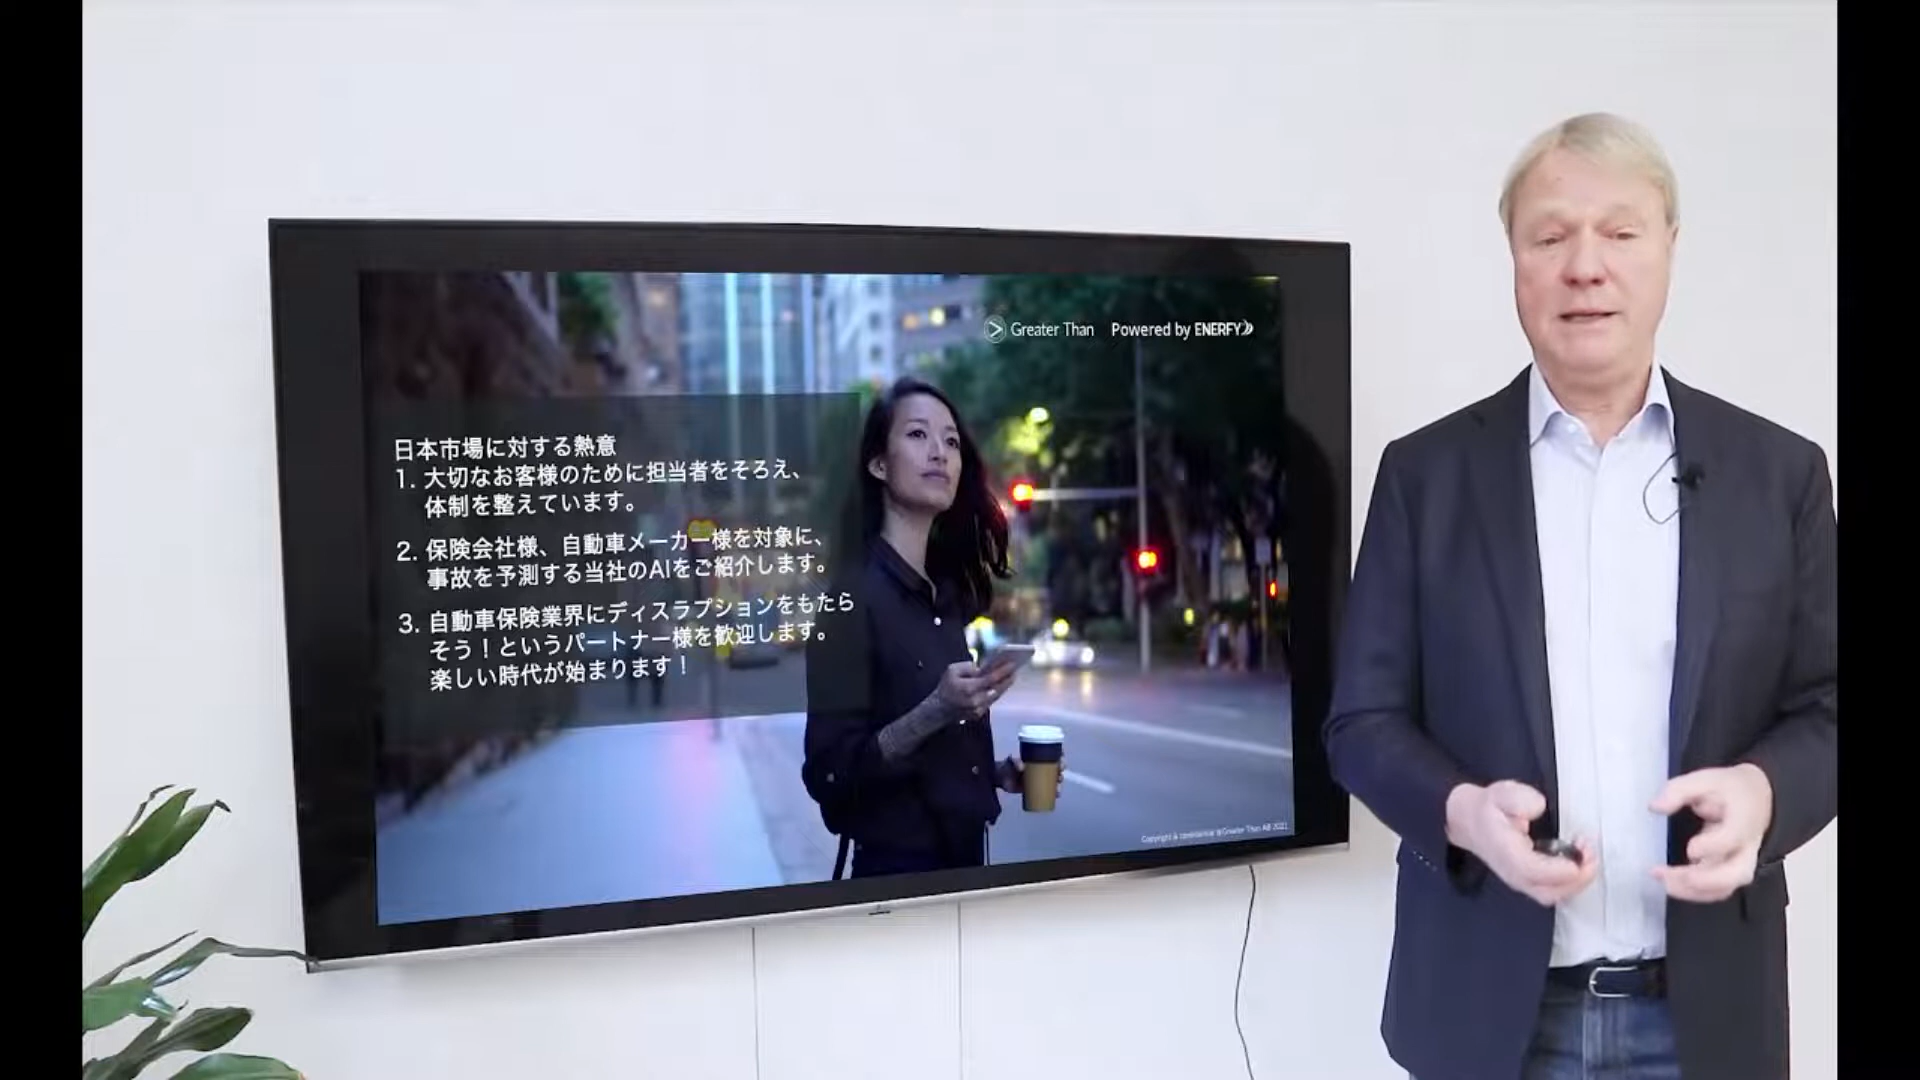 Greater Than Powered by ENERFY
日本市場に対する熱意
1. 大切なお客様のために担当者をそろえ、
体制を整えています。
2. 保険会社様、自動車メーカー様を対象に、
事故を予測する当社のAIをご紹介します。
3. 自動車保険業界にディスラプションをもたら
そう！というパートナー様を歓迎します。
楽しい時代が始まります！
Copyright & confidential @Greater Than AB 2021